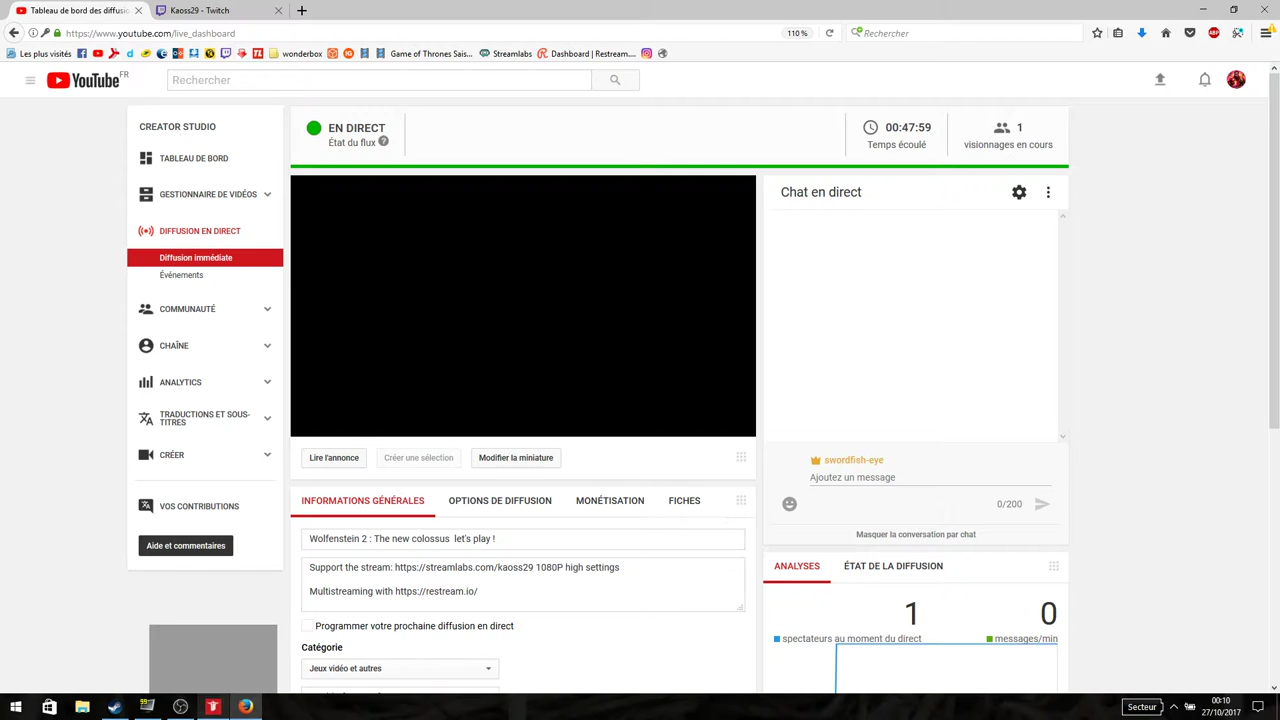 Tableau de bord des diffusio
Kaoss29 - Twitch
https://www.youtube.com/live_dashboard
110 %
Rechercher
Les plus visités
wonderbox
Game of Thrones Sais...
Streamlabs
Dashboard | Restream....
YouTube FR
Rechercher
CREATOR STUDIO
TABLEAU DE BORD
GESTIONNAIRE DE VIDÉOS
DIFFUSION EN DIRECT
Diffusion immédiate
Événements
COMMUNAUTÉ
CHAÎNE
ANALYTICS
TRADUCTIONS ET SOUS-
TITRES
CRÉER
VOS CONTRIBUTIONS
Aide et commentaires
EN DIRECT
État du flux ?
00:47:59
Temps écoulé
1
visionnages en cours
Lire l'annonce
Créer une sélection
Modifier la miniature
INFORMATIONS GÉNÉRALES
OPTIONS DE DIFFUSION
MONÉTISATION
FICHES
Wolfenstein 2 : The new colossus  let's play !
Support the stream: https://streamlabs.com/kaoss29 1080P high settings
Multistreaming with https://restream.io/
Programmer votre prochaine diffusion en direct
Catégorie
Jeux vidéo et autres
Chat en direct
swordfish-eye
Ajoutez un message
0/200
Masquer la conversation par chat
ANALYSES
ÉTAT DE LA DIFFUSION
1
spectateurs au moment du direct
0
messages/min
Secteur
00:10
27/10/2017